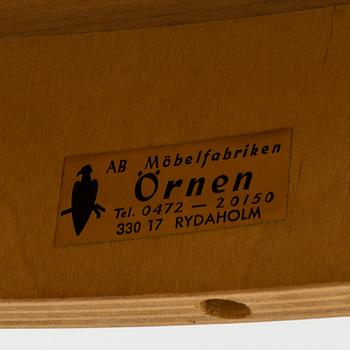 AB Möbelfabriken
Örnen
Tel. 0472 — 20150
330 17 RYDAHOLM